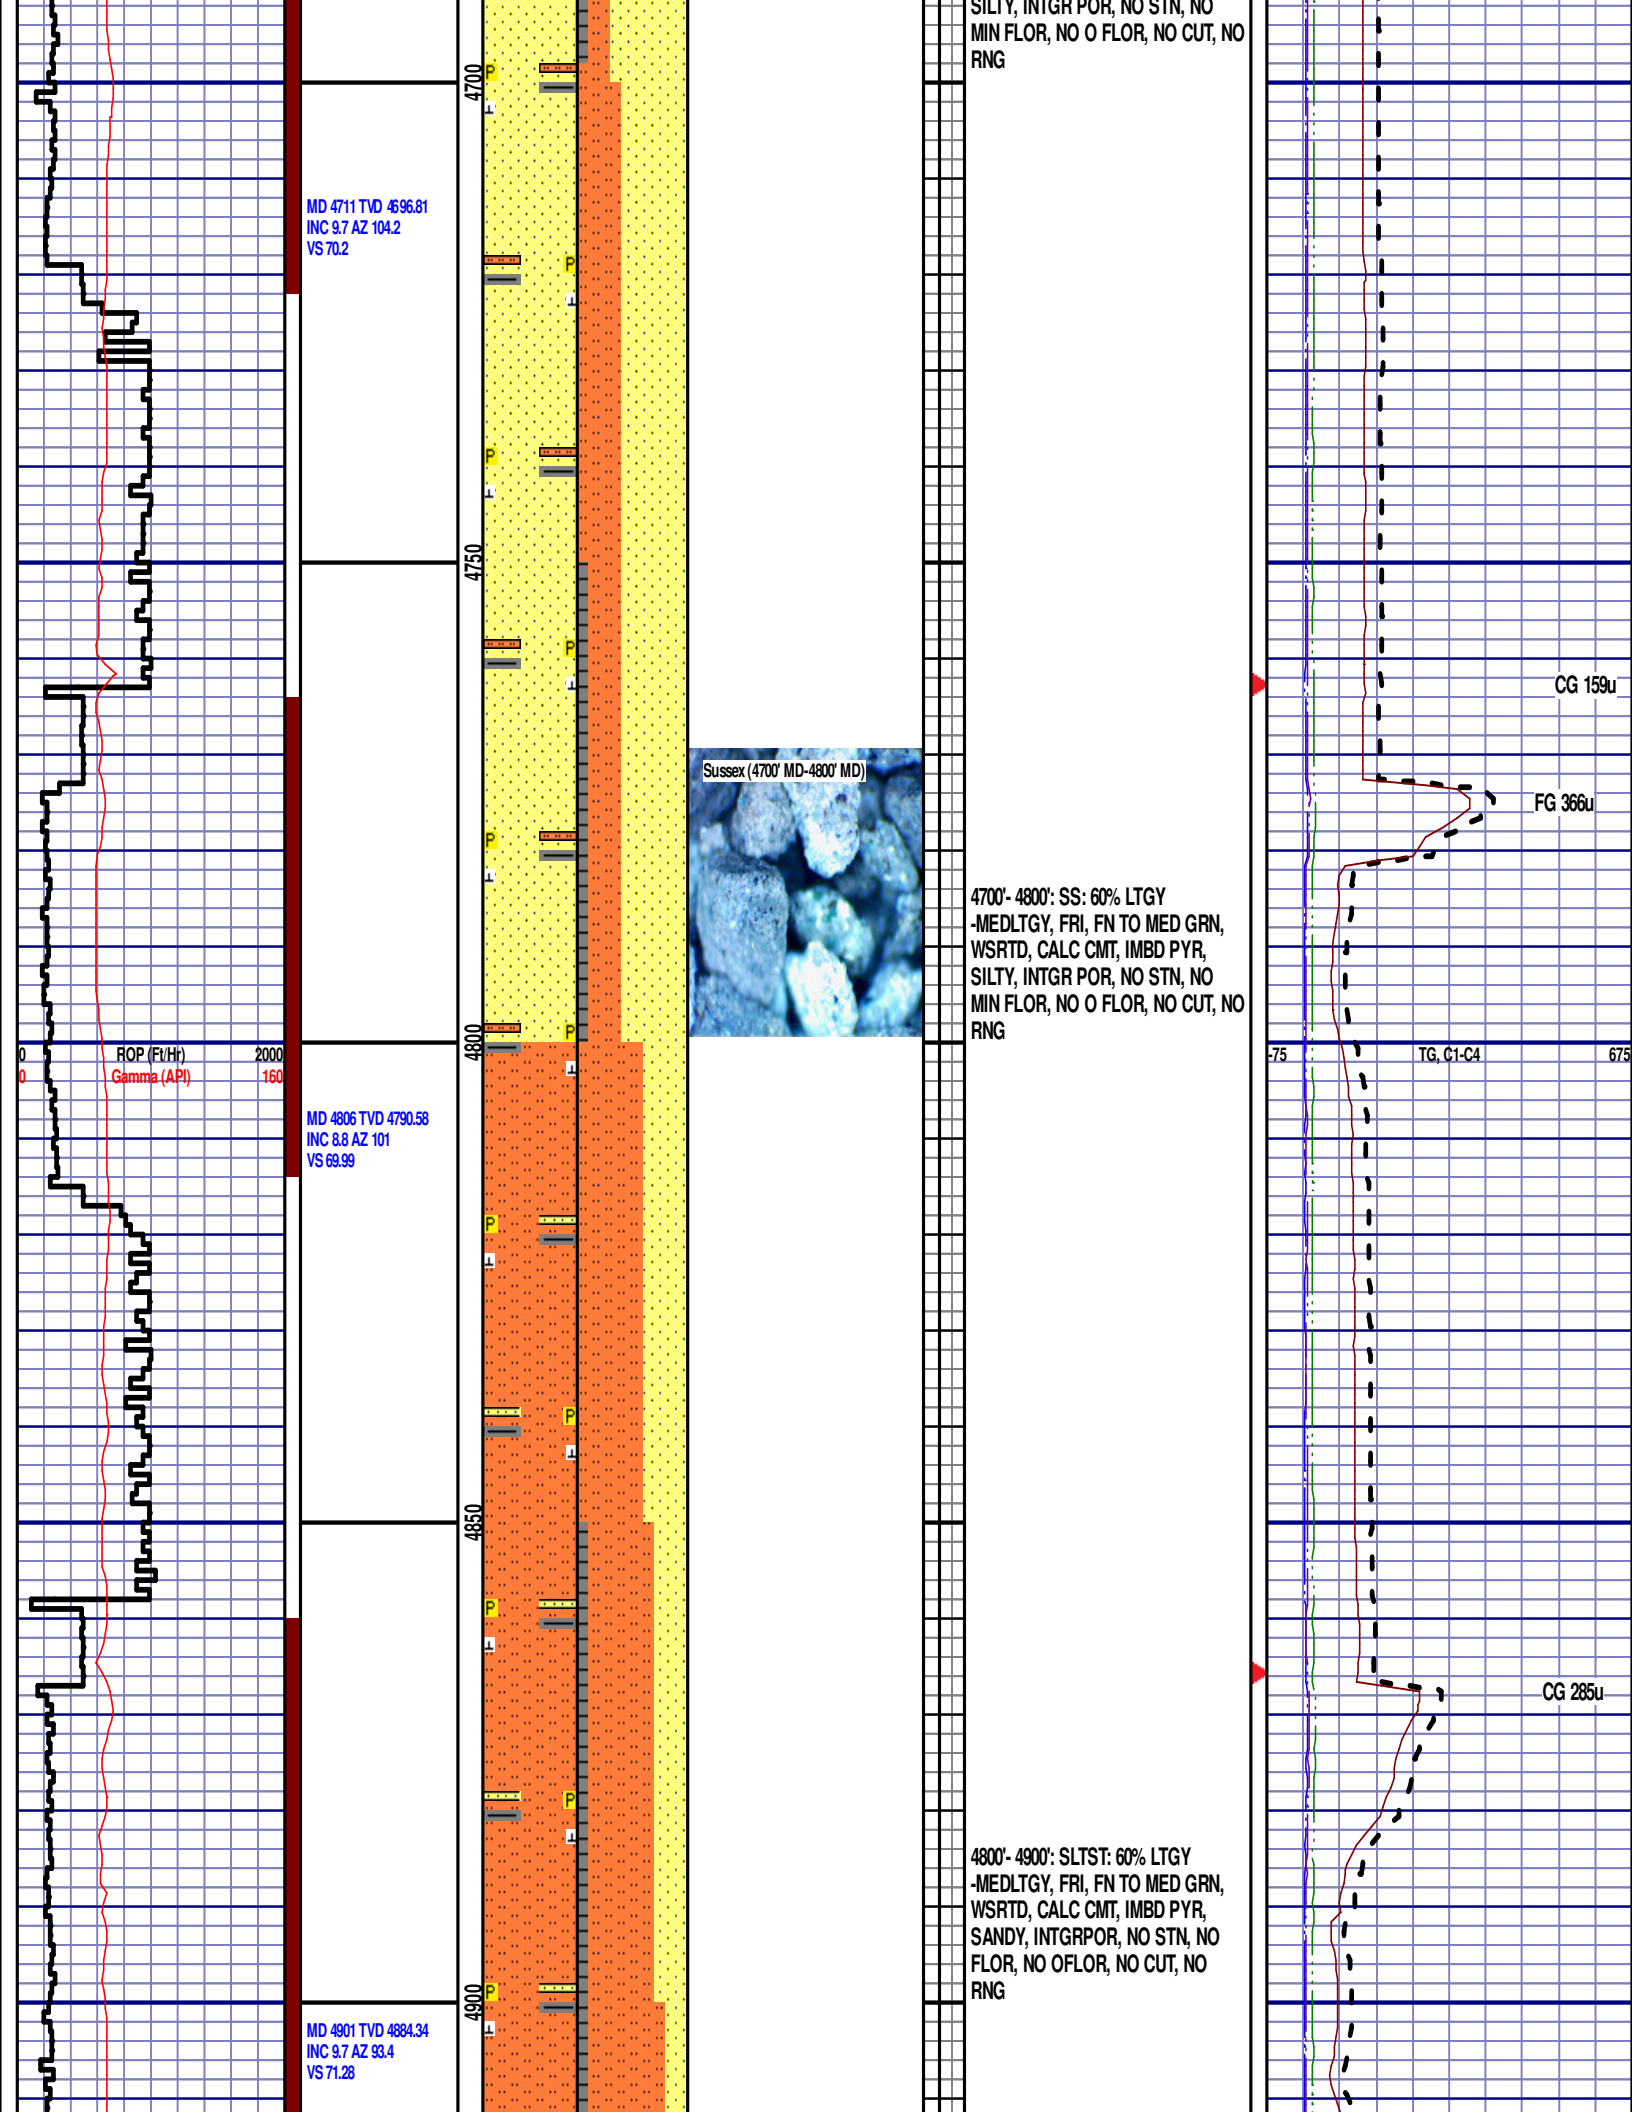 SILTY, INTGR POR, NO STN, NO
MIN FLOR, NO O FLOR, NO CUT, NO
RNG
P
4700
MD 4711 TVD 4696.81
INC 9.7 AZ 104.2
VS 70.2
P
P
4750
P
CG 159u
Sussex (4700' MD-4800' MD)
FG 366u
P
4700'- 4800': SS: 60% LTGY
-MEDLTGY, FRI, FN TO MED GRN,
WSRTD, CALC CMT, IMBD PYR,
SILTY, INTGR POR, NO STN, NO
MIN FLOR, NO O FLOR, NO CUT, NO
RNG
P
4800
0 ROP (Ft/Hr) 2000
0 Gamma (API) 160
-75 TG, C1-C4 675
MD 4806 TVD 4790.58
INC 8.8 AZ 101
VS 69.99
P
P
4850
P
CG 285u
P
4800'- 4900': SLTST: 60% LTGY
-MEDLTGY, FRI, FN TO MED GRN,
WSRTD, CALC CMT, IMBD PYR,
SANDY, INTGRPOR, NO STN, NO
FLOR, NO OFLOR, NO CUT, NO
RNG
P
4900
MD 4901 TVD 4884.34
INC 9.7 AZ 93.4
VS 71.28